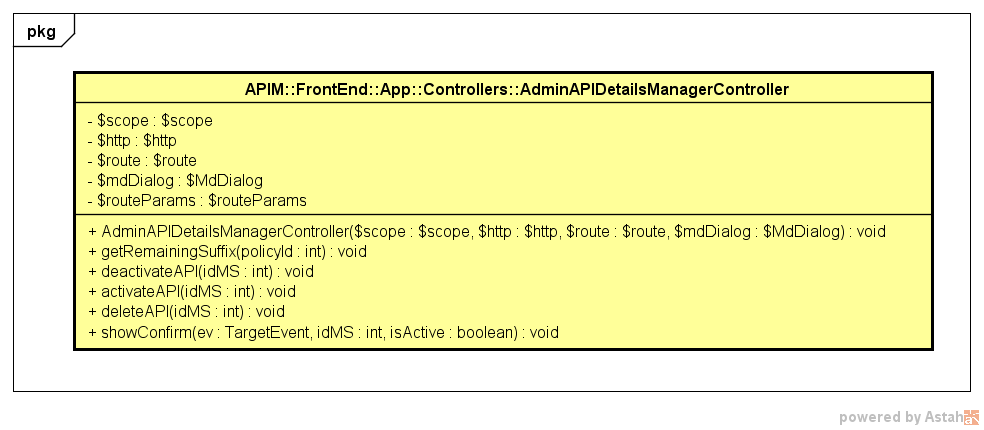 pkg
APIM::FrontEnd::App::Controllers::AdminAPIDetailsManagerController
- $scope : $scope
- $http : $http
- $route : $route
- $mdDialog : $MdDialog
- $routeParams : $routeParams
+ AdminAPIDetailsManagerController($scope : $scope, $http : $http, $route : $route, $mdDialog : $MdDialog) : void
+ getRemainingSuffix(policyId : int) : void
+ deactivateAPI(idMS : int) : void
+ activateAPI(idMS : int) : void
+ deleteAPI(idMS : int) : void
+ showConfirm(ev : TargetEvent, idMS : int, isActive : boolean) : void
powered by Astah